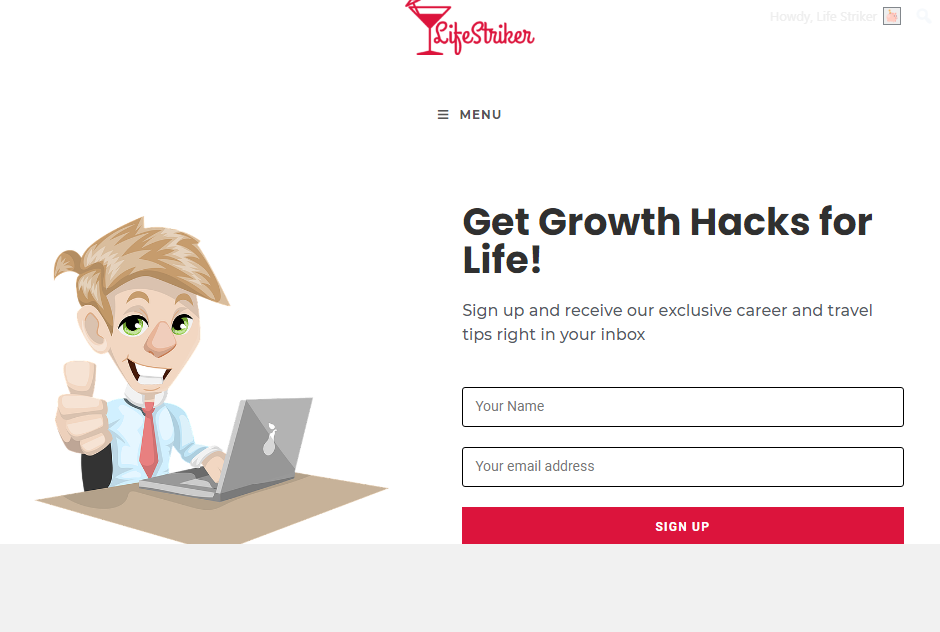 Howdy, Life Striker
LifeStriker
MENU
Get Growth Hacks for
Life!
Sign up and receive our exclusive career and travel
tips right in your inbox
Your Name
Your email address
SIGN UP